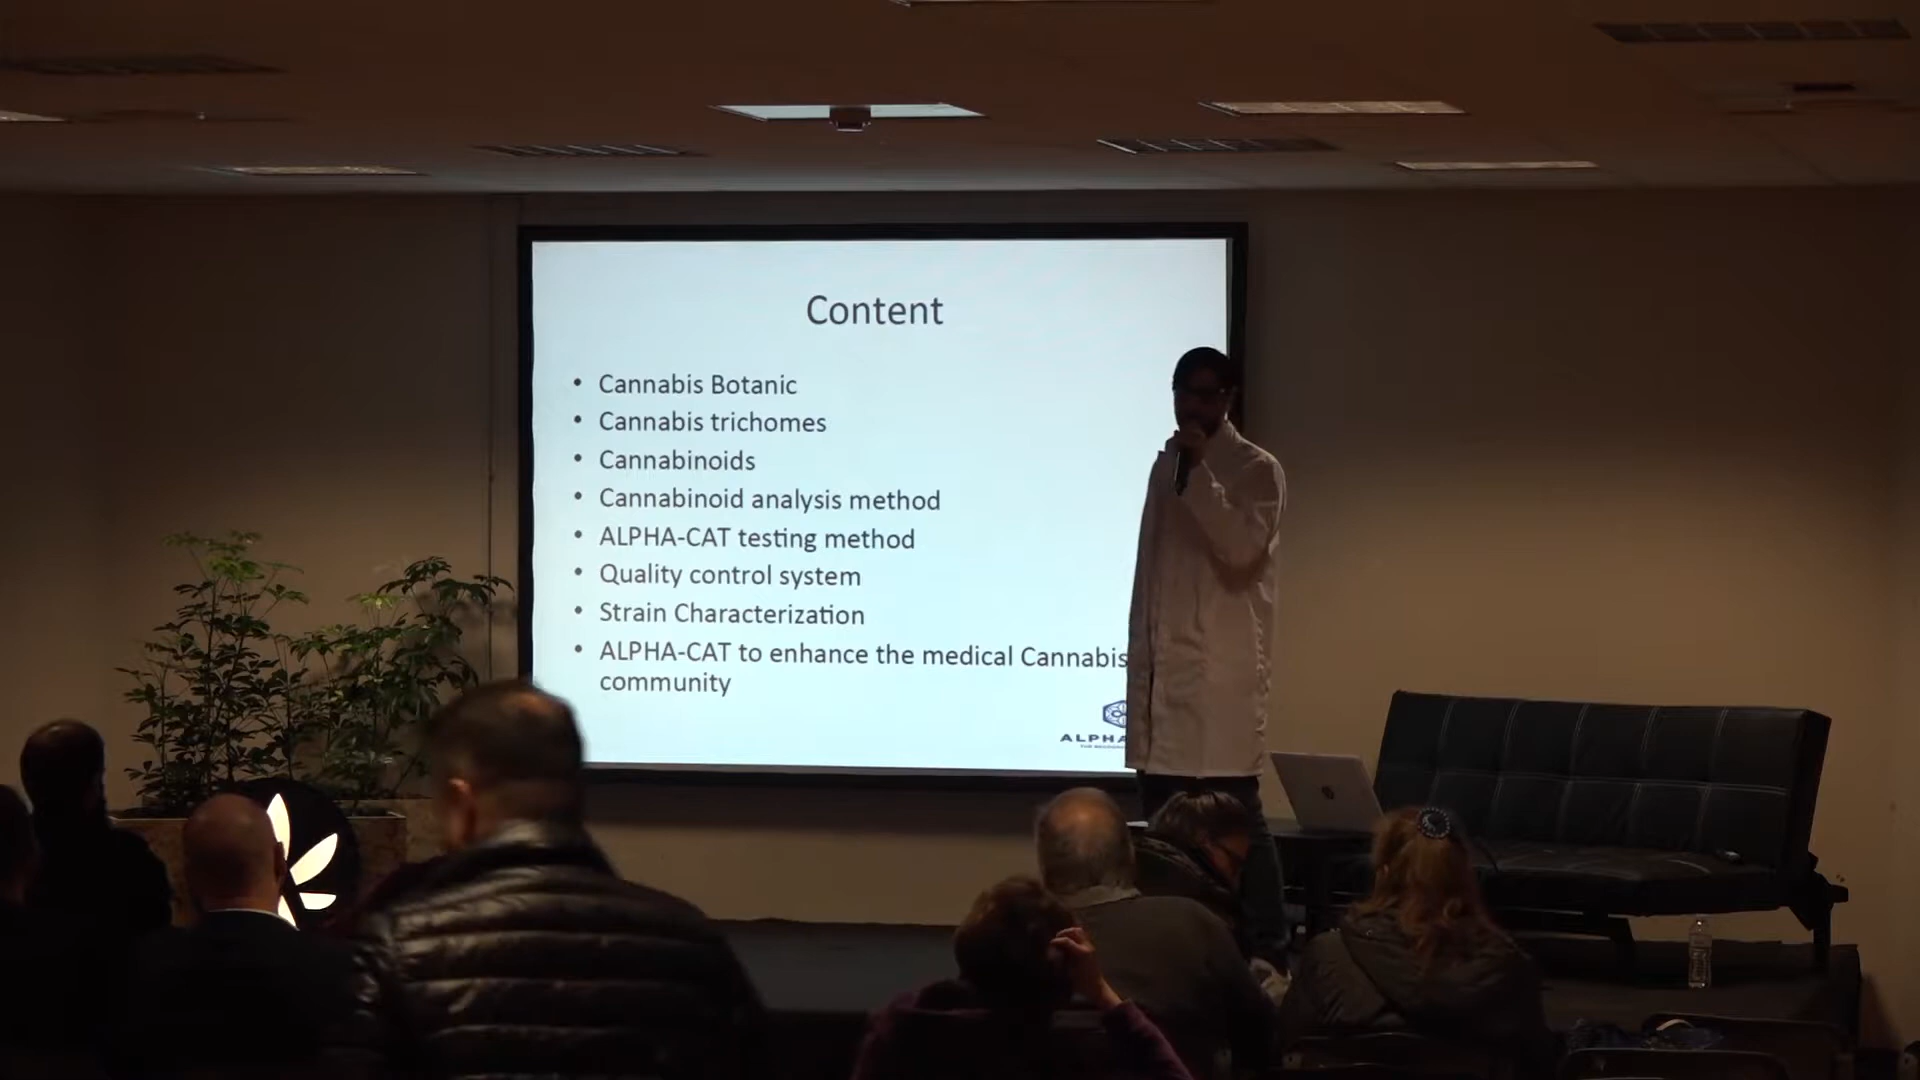 Content
• Cannabis Botanic
• Cannabis trichomes
• Cannabinoids
• Cannabinoid analysis method
• ALPHA-CAT testing method
• Quality control system
• Strain Characterization
• ALPHA-CAT to enhance the medical Cannabis
community
ALPHA